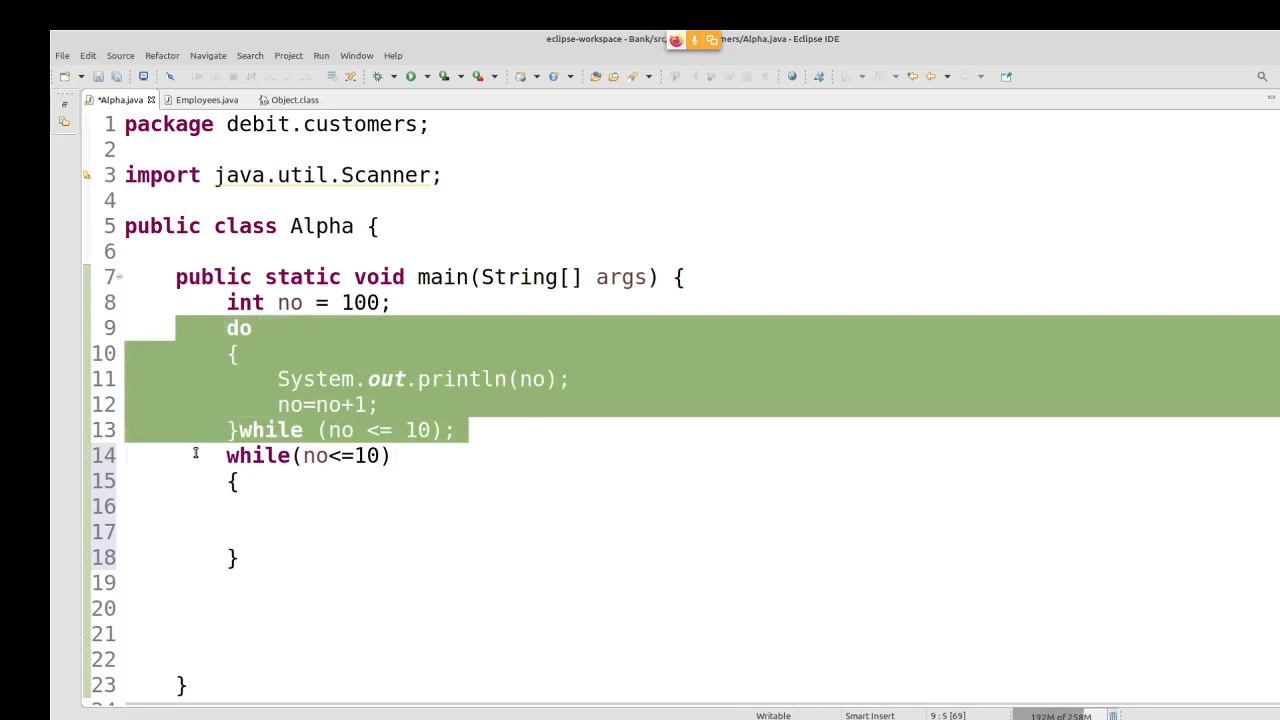 eclipse-workspace - Bank/src mers/Alpha.java - Eclipse IDE
File Edit Source Refactor Navigate Search Project Run Window Help
*Alpha.java Employees.java Object.class
1 package debit.customers;
2
3 import java.util.Scanner;
4
5 public class Alpha {
6
7 public static void main(String[] args) {
8 int no = 100;
9 do
10 {
11 System.out.println(no);
12 no=no+1;
13 }while (no <= 10);
14 while(no<=10)
15 {
16
17
18 }
19
20
21
22
23 }
Writable Smart Insert 9 : 5 [69] 192M of 258M